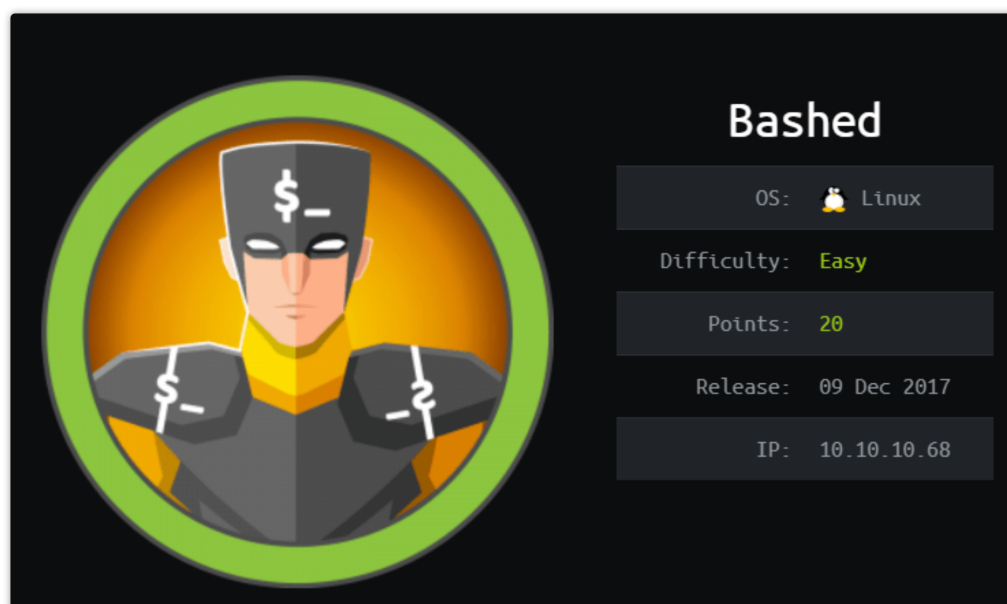 Bashed
$_
OS: Linux
Difficulty: Easy
$_ $_
Points: 20
Release: 09 Dec 2017
IP: 10.10.10.68